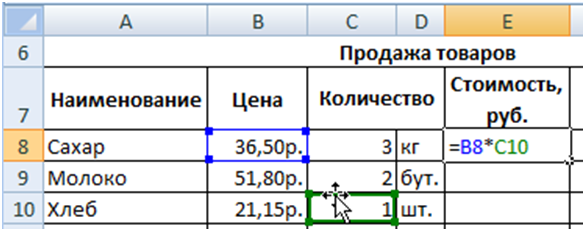 A B C D E
6 Продажа товаров
7 Наименование Цена Количество Стоимость, руб.
8 Сахар 36,50р. 3 кг =B8*C10
9 Молоко 51,80р. 2 бут.
10 Хлеб 21,15р. 1 шт.